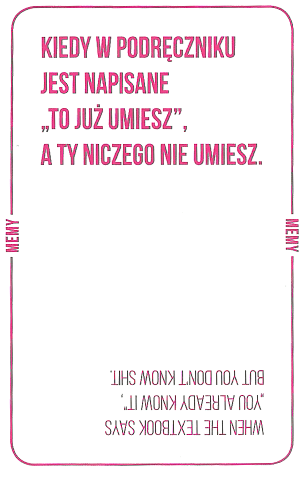 KIEDY W PODRĘCZNIKU
JEST NAPISANE
„TO JUŻ UMIESZ”,
A TY NICZEGO NIE UMIESZ.
MEMY
MEMY
WHEN THE TEXTBOOK SAYS
„YOU ALREADY KNOW IT”,
BUT YOU DON'T KNOW SHIT.